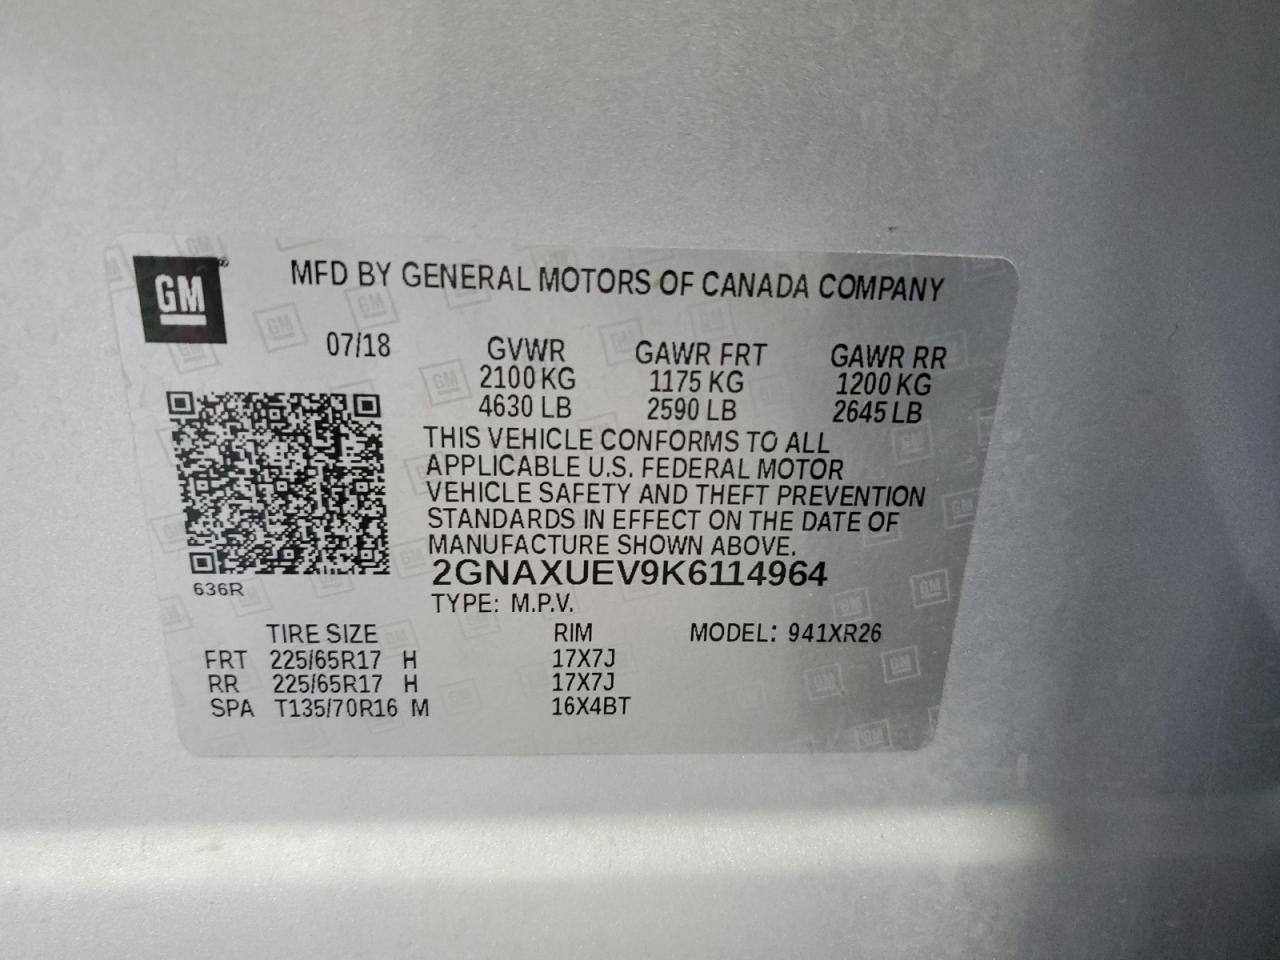 GM
MFD BY GENERAL MOTORS OF CANADA COMPANY
07/18 GVWR GAWR FRT GAWR RR
2100 KG 1175 KG 1200 KG
4630 LB 2590 LB 2645 LB
THIS VEHICLE CONFORMS TO ALL
APPLICABLE U.S. FEDERAL MOTOR
VEHICLE SAFETY AND THEFT PREVENTION
STANDARDS IN EFFECT ON THE DATE OF
MANUFACTURE SHOWN ABOVE.
2GNAXUEV9K6114964
636R
TYPE: M.P.V.
TIRE SIZE RIM MODEL: 941XR26
FRT 225/65R17 H 17X7J
RR 225/65R17 H 17X7J
SPA T135/70R16 M 16X4BT